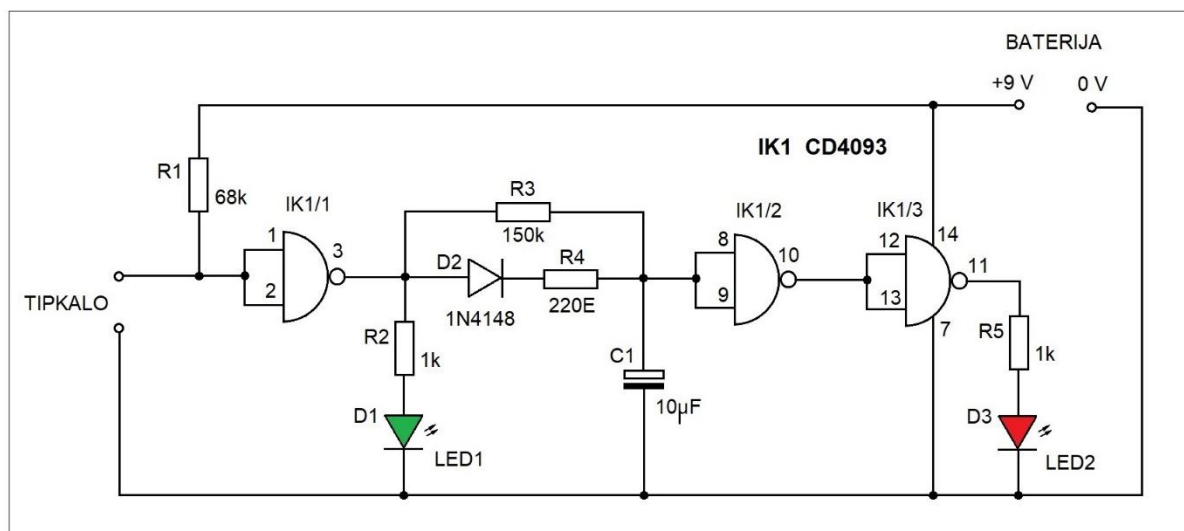 BATERIJA
+9 V
0 V
IK1 CD4093
R1
68k
IK1/1
1
2
3
R3
150k
D2
1N4148
R4
220E
IK1/2
8
9
10
IK1/3
12
13
14
11
7
TIPKALO
R2
1k
C1
10µF
R5
1k
D1
LED1
D3
LED2